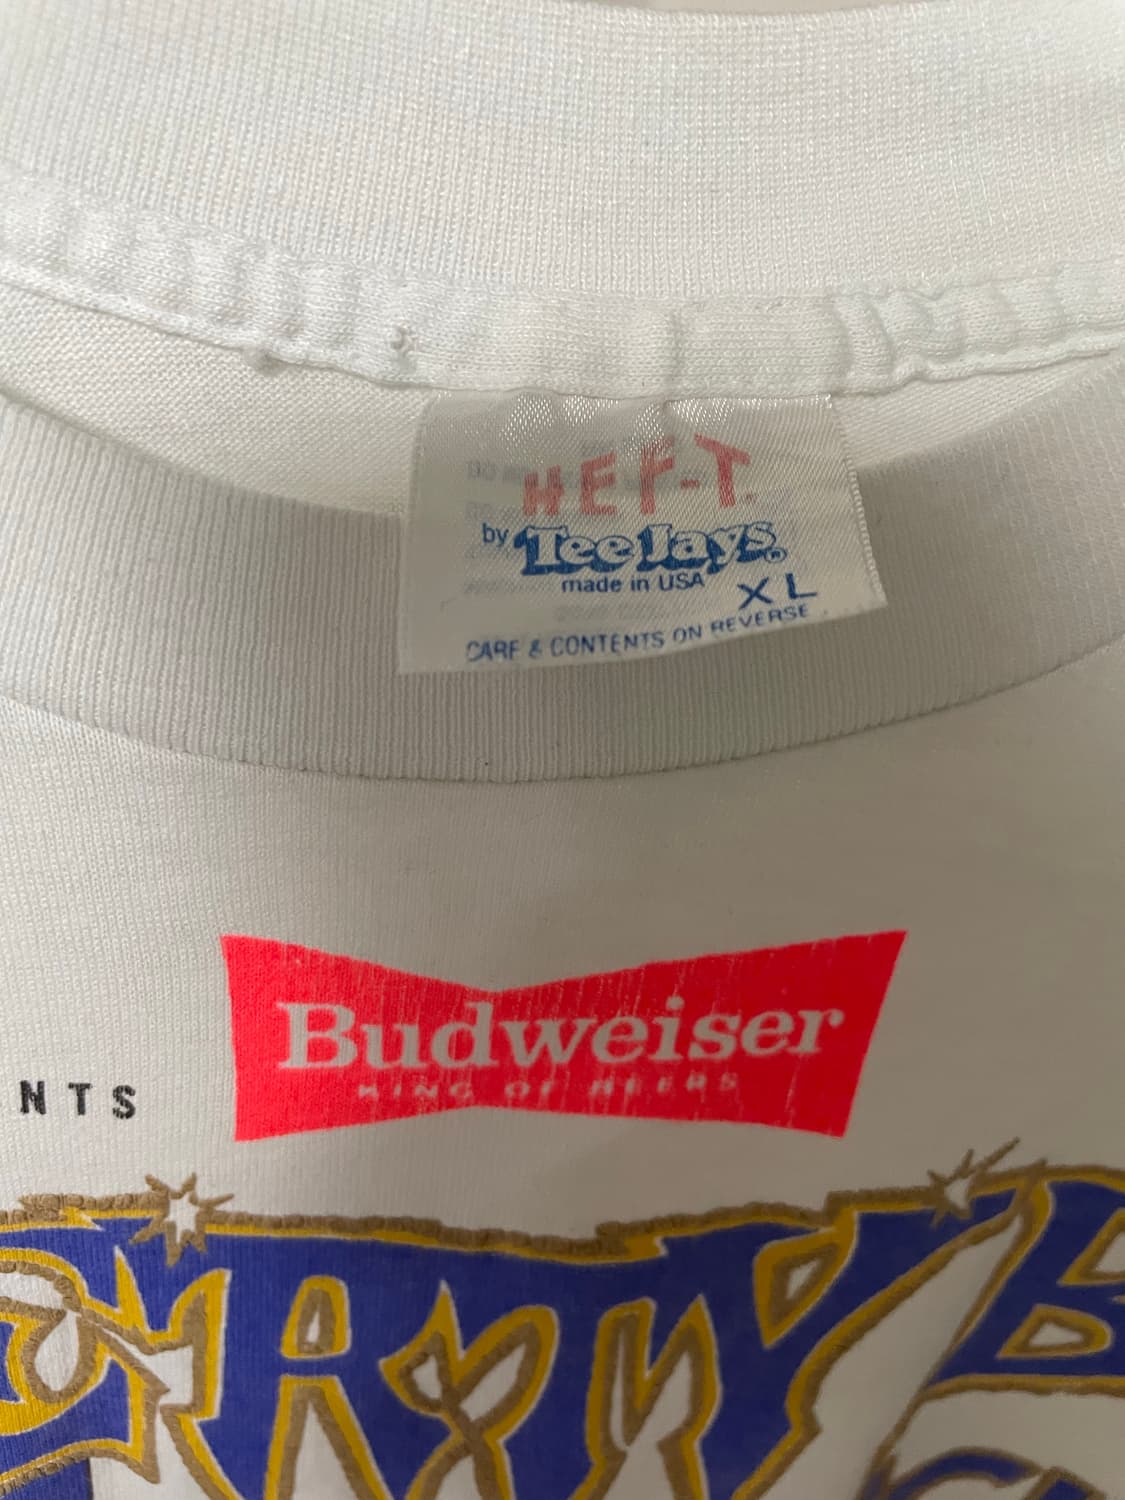 HEF-T.
by Tee Jays®
made in USA XL
CARE & CONTENTS ON REVERSE
Budweiser
KING OF BEERS
NTS